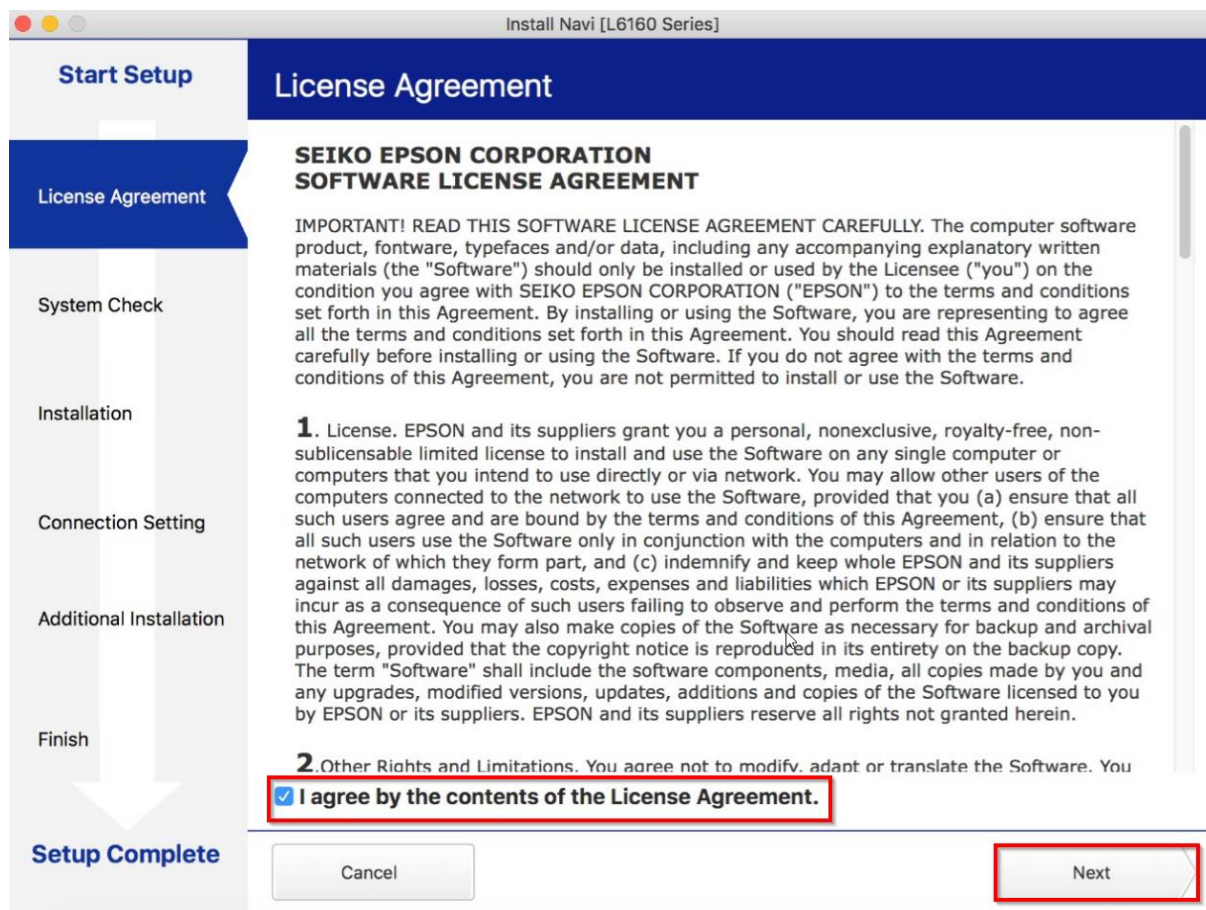 Install Navi [L6160 Series]
Start Setup
License Agreement
System Check
Installation
Connection Setting
Additional Installation
Finish
Setup Complete
License Agreement
SEIKO EPSON CORPORATION
SOFTWARE LICENSE AGREEMENT
IMPORTANT! READ THIS SOFTWARE LICENSE AGREEMENT CAREFULLY. The computer software
product, fontware, typefaces and/or data, including any accompanying explanatory written
materials (the "Software") should only be installed or used by the Licensee ("you") on the
condition you agree with SEIKO EPSON CORPORATION ("EPSON") to the terms and conditions
set forth in this Agreement. By installing or using the Software, you are representing to agree
all the terms and conditions set forth in this Agreement. You should read this Agreement
carefully before installing or using the Software. If you do not agree with the terms and
conditions of this Agreement, you are not permitted to install or use the Software.
1. License. EPSON and its suppliers grant you a personal, nonexclusive, royalty-free, non-
sublicensable limited license to install and use the Software on any single computer or
computers that you intend to use directly or via network. You may allow other users of the
computers connected to the network to use the Software, provided that you (a) ensure that all
such users agree and are bound by the terms and conditions of this Agreement, (b) ensure that
all such users use the Software only in conjunction with the computers and in relation to the
network of which they form part, and (c) indemnify and keep whole EPSON and its suppliers
against all damages, losses, costs, expenses and liabilities which EPSON or its suppliers may
incur as a consequence of such users failing to observe and perform the terms and conditions of
this Agreement. You may also make copies of the Software as necessary for backup and archival
purposes, provided that the copyright notice is reproduced in its entirety on the backup copy.
The term "Software" shall include the software components, media, all copies made by you and
any upgrades, modified versions, updates, additions and copies of the Software licensed to you
by EPSON or its suppliers. EPSON and its suppliers reserve all rights not granted herein.
2.Other Rights and Limitations. You agree not to modify, adapt or translate the Software. You
I agree by the contents of the License Agreement.
Cancel
Next